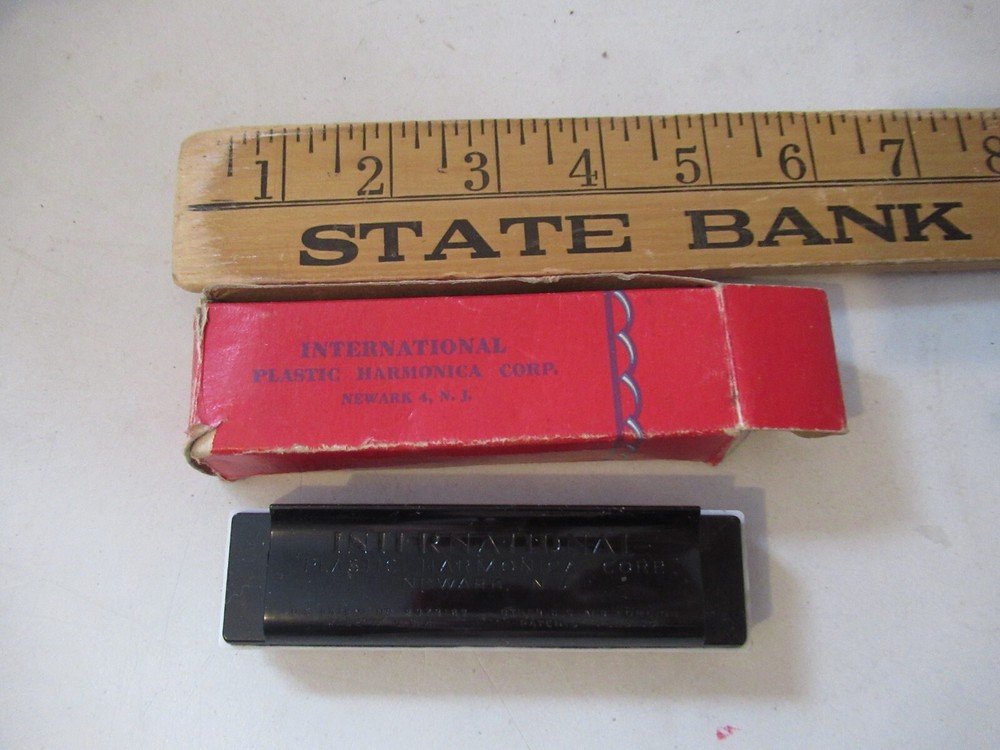 1 2 3 4 5 6 7 8
STATE BANK
INTERNATIONAL
PLASTIC HARMONICA CORP.
NEWARK 4, N. J.
INTERNATIONAL
PLASTIC HARMONICA CORP.
NEWARK, N.J.